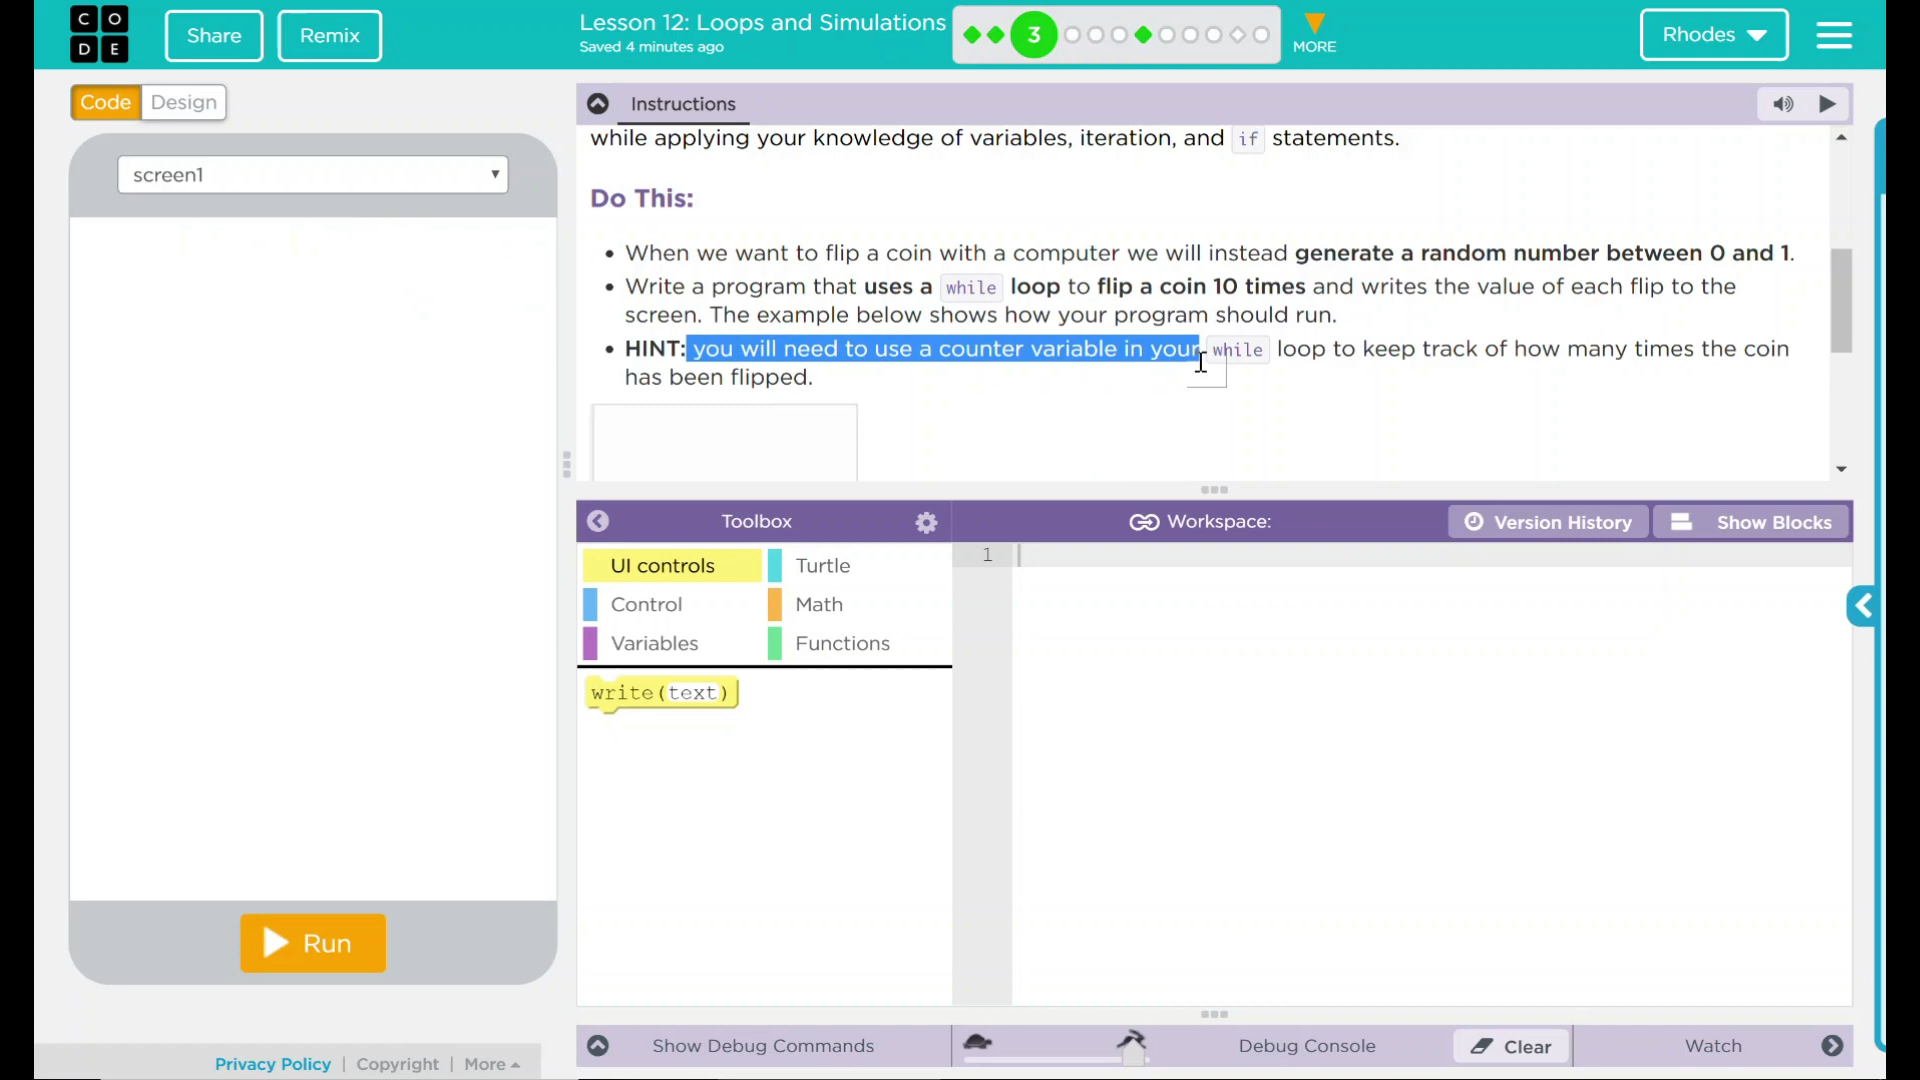 C O
D E
Share
Remix
Lesson 12: Loops and Simulations
Saved 4 minutes ago
3
MORE
Rhodes
Code
Design
screen1
Run
Privacy Policy | Copyright | More
Instructions
while applying your knowledge of variables, iteration, and if statements.
Do This:
When we want to flip a coin with a computer we will instead generate a random number between 0 and 1.
Write a program that uses a while loop to flip a coin 10 times and writes the value of each flip to the
screen. The example below shows how your program should run.
HINT: you will need to use a counter variable in your while loop to keep track of how many times the coin
has been flipped.
Toolbox
Workspace:
Version History
Show Blocks
UI controls
Turtle
Control
Math
Variables
Functions
write(text)
1
Show Debug Commands
Debug Console
Clear
Watch